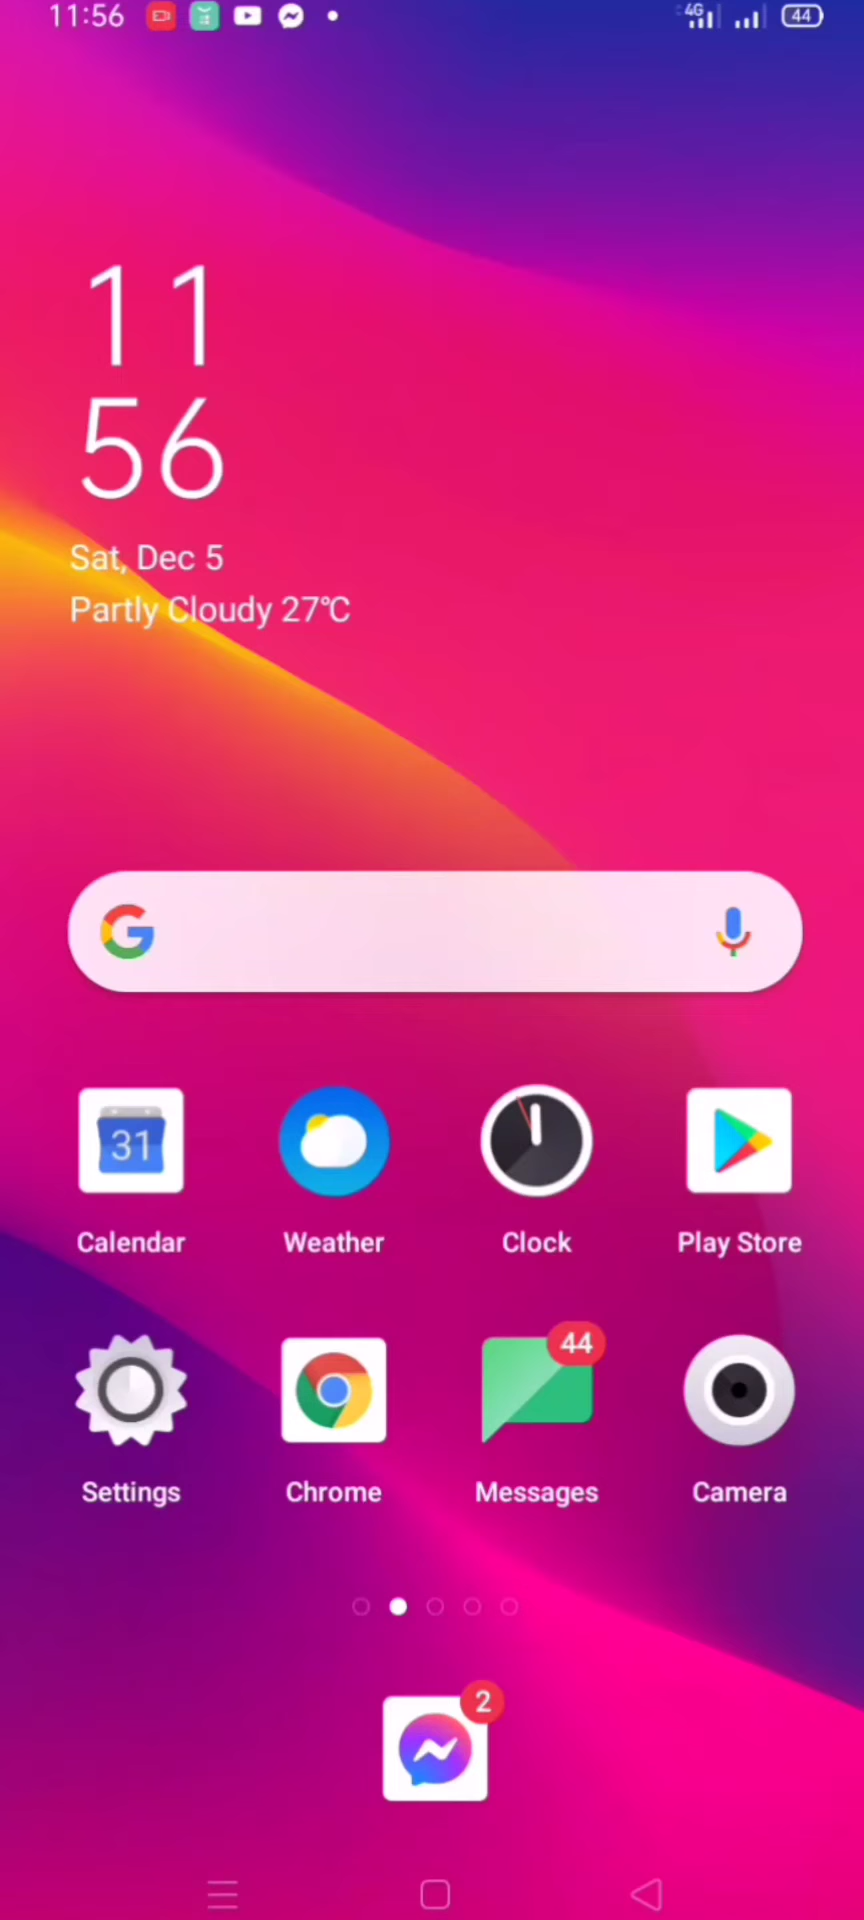 11:56
4G
44
11
56
Sat, Dec 5
Partly Cloudy 27℃
G
31
Calendar
Weather
Clock
Play Store
44
Settings
Chrome
Messages
Camera
2